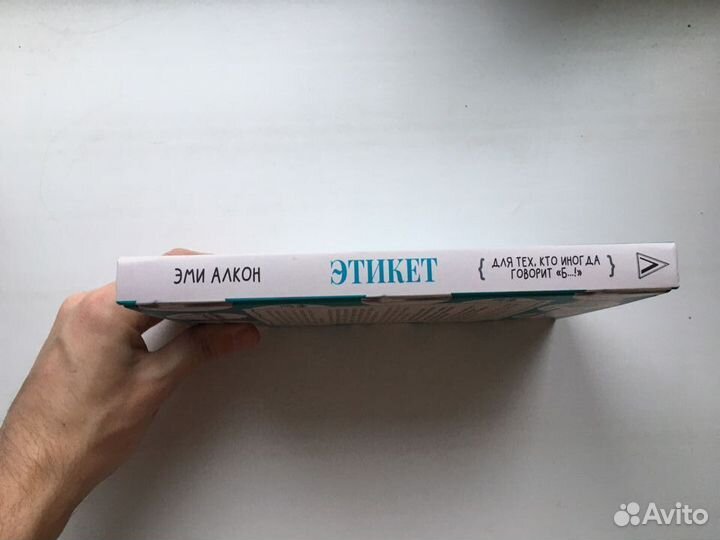 ЭМИ АЛКОН
ЭТИКЕТ
{ ДЛЯ ТЕХ, КТО ИНОГДА
ГОВОРИТ «Б...!» }
Avito